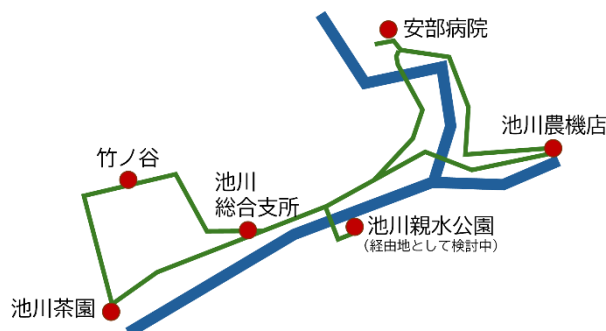 安部病院
池川農機店
竹ノ谷
池川
総合支所
池川親水公園
(経由地として検討中)
池川茶園